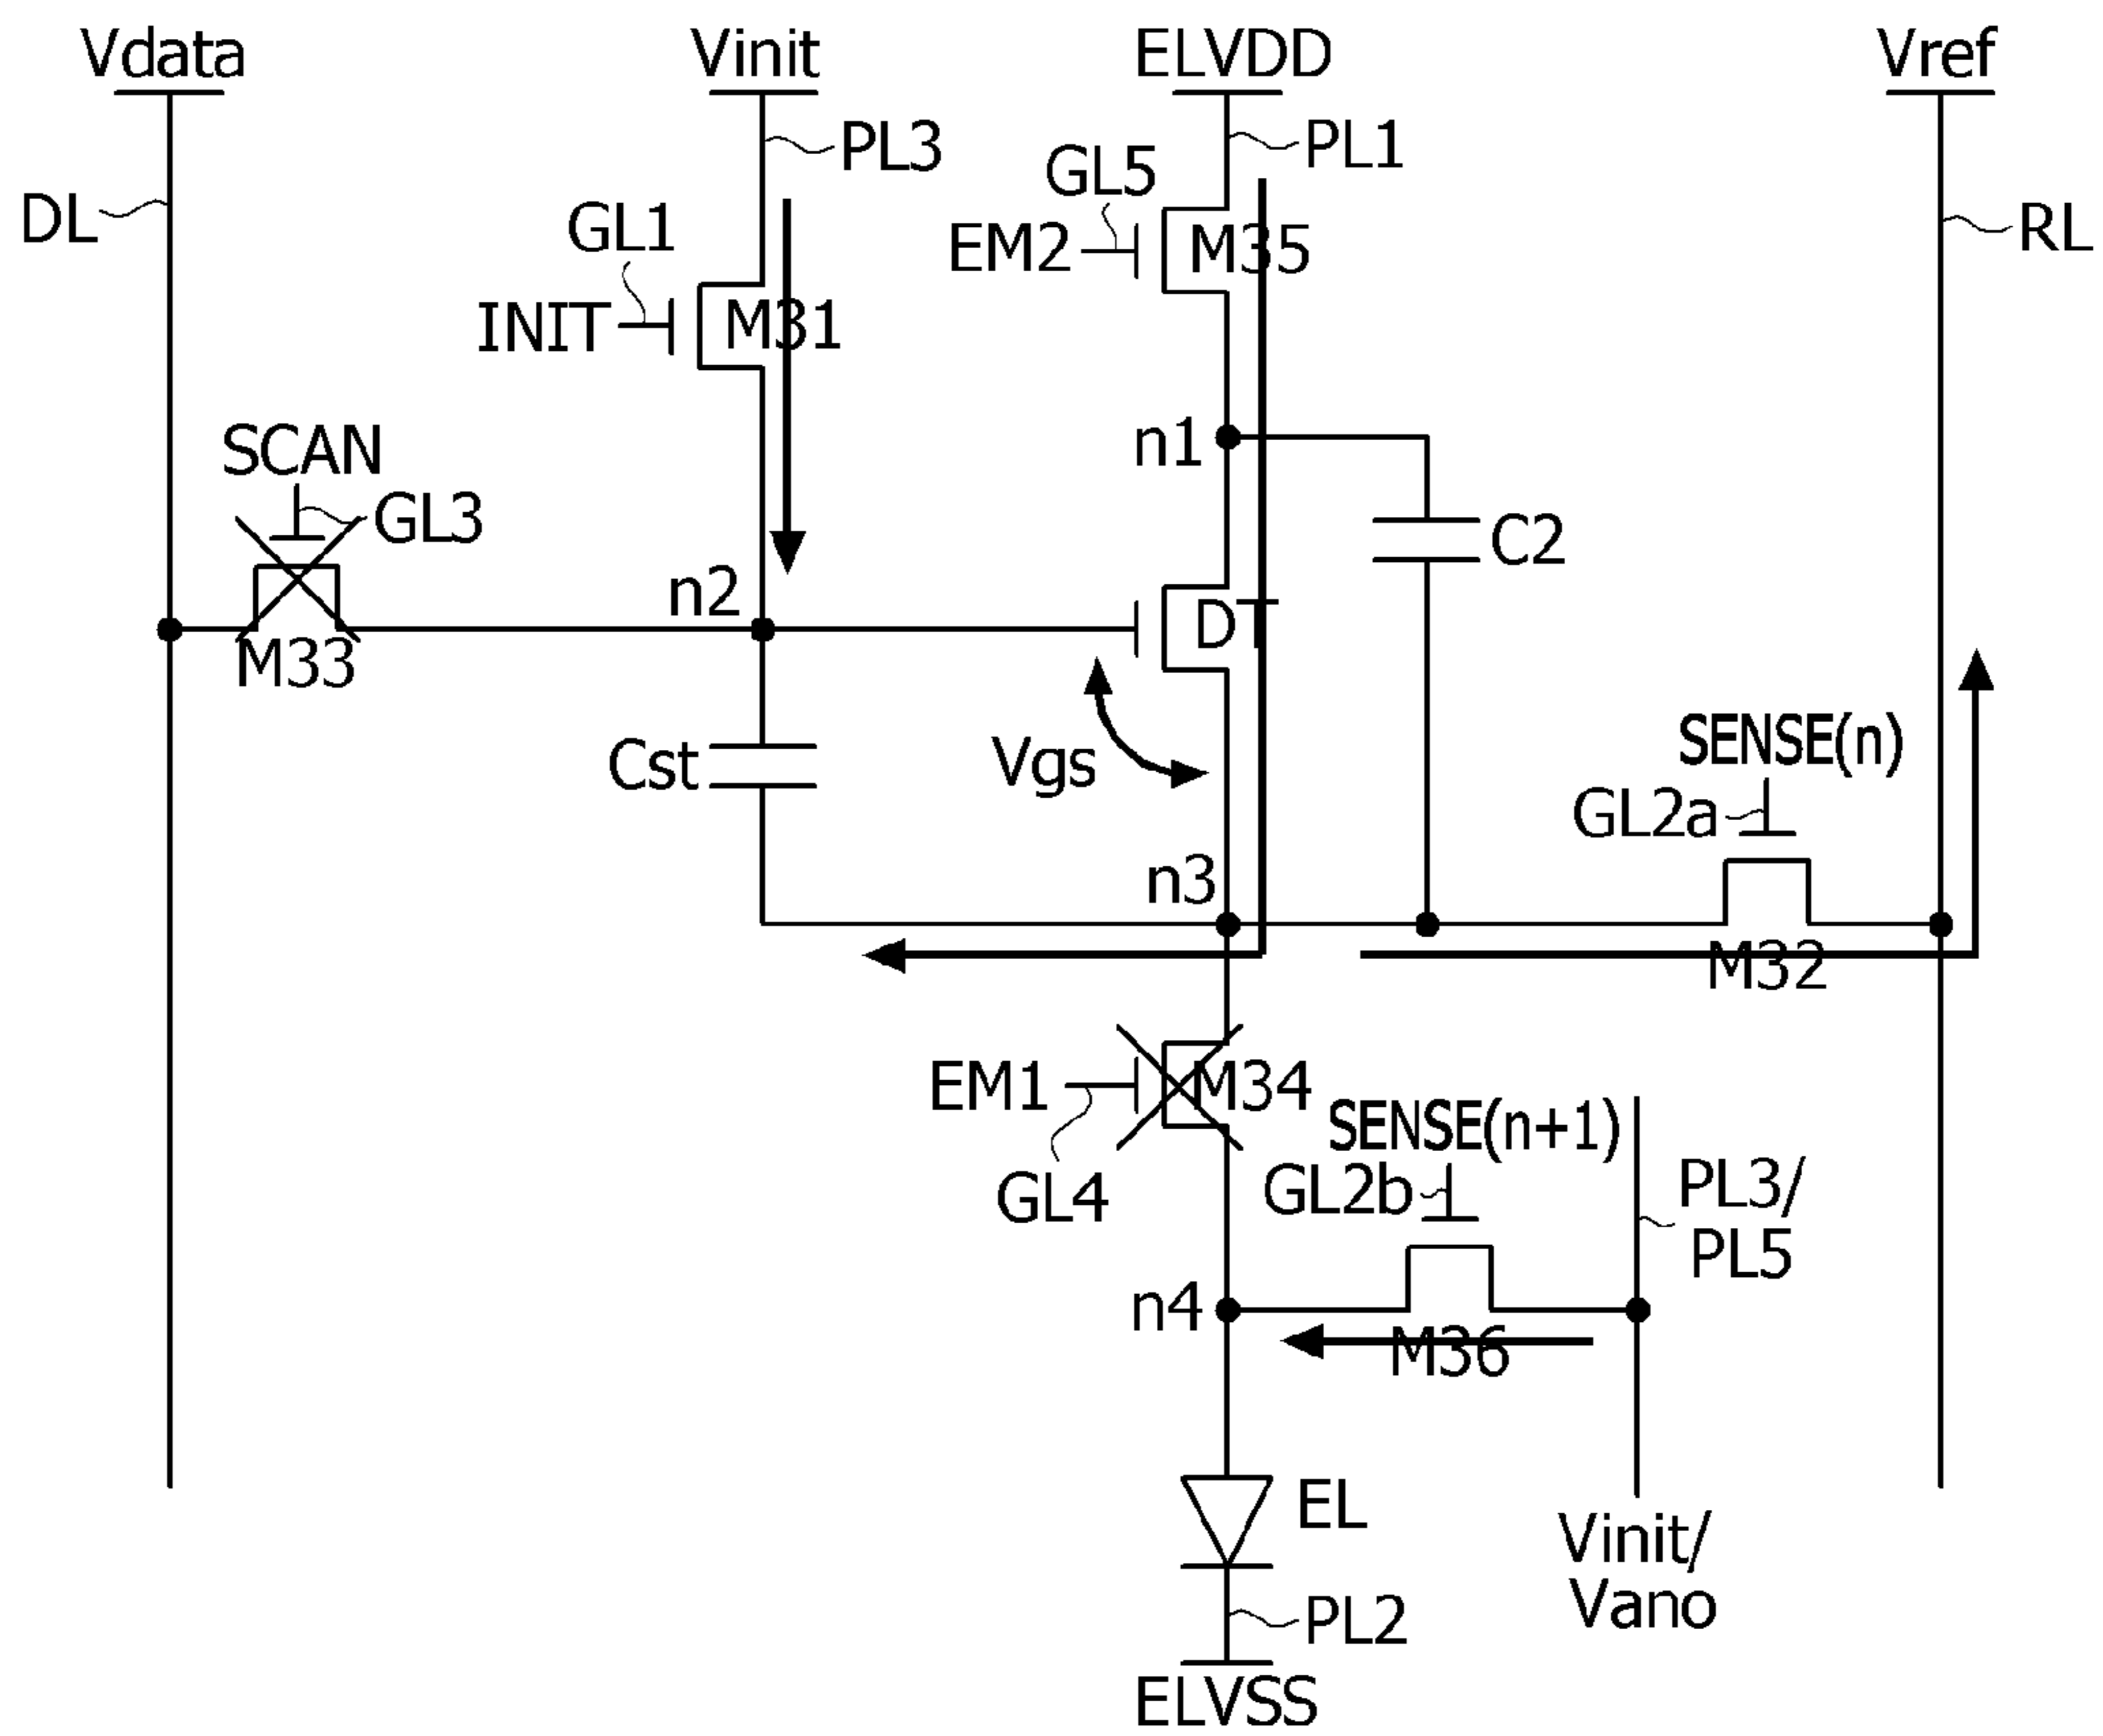 Vdata
Vinit
ELVDD
Vref
PL3
PL1
GL5
DL
GL1
EM2
M35
RL
INIT
M31
SCAN
n1
GL3
C2
n2
DT
M33
SENSE(n)
Cst
Vgs
GL2a
n3
M32
EM1
M34
SENSE(n+1)
GL4
GL2b
PL3/
PL5
n4
M36
EL
Vinit/
Vano
PL2
ELVSS